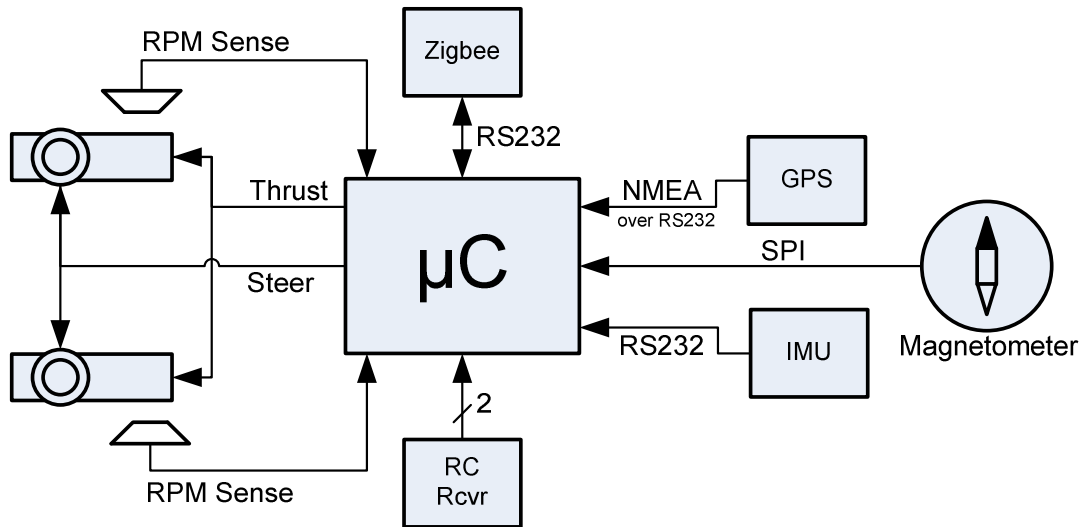 RPM Sense
Zigbee
RS232
Thrust
NMEA
over RS232
GPS
µC
SPI
Steer
RS232
IMU
Magnetometer
2
RC
Rcvr
RPM Sense